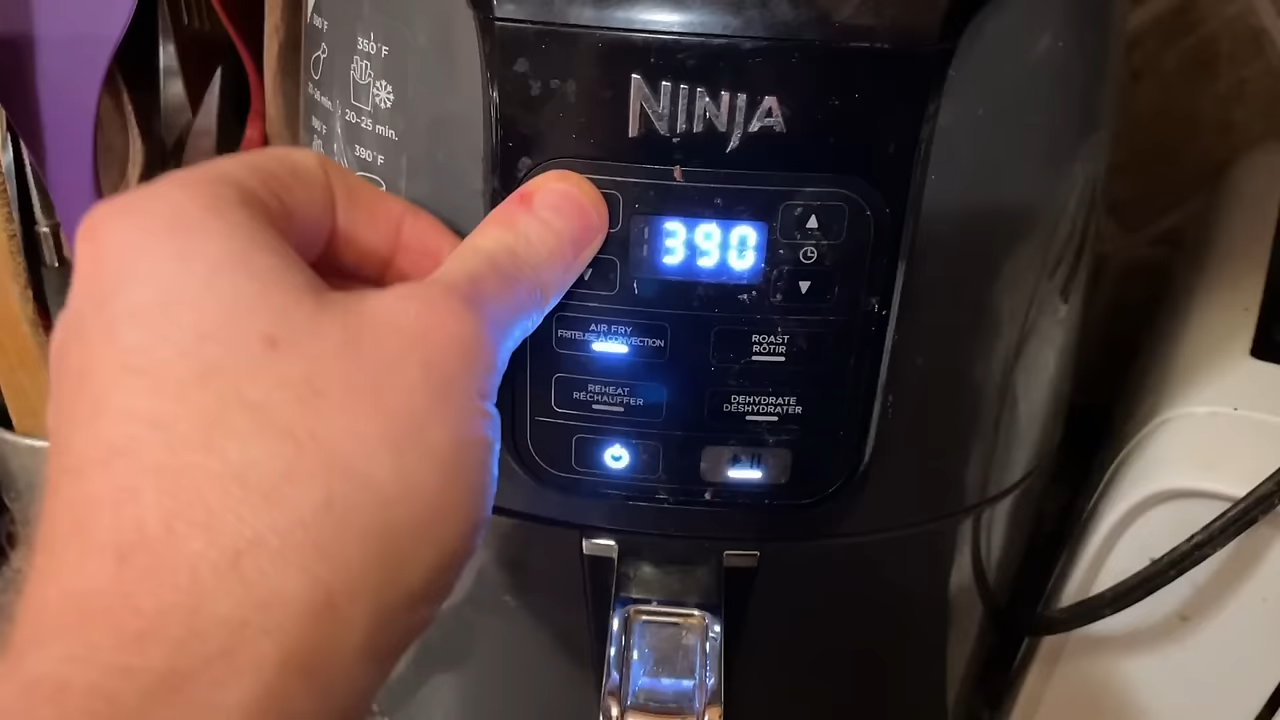 350°F
20-25 min.
390°F
NINJA
390
AIR FRY
FRITEUSE À CONVECTION
ROAST
RÔTIR
REHEAT
RÉCHAUFFER
DEHYDRATE
DÉSHYDRATER